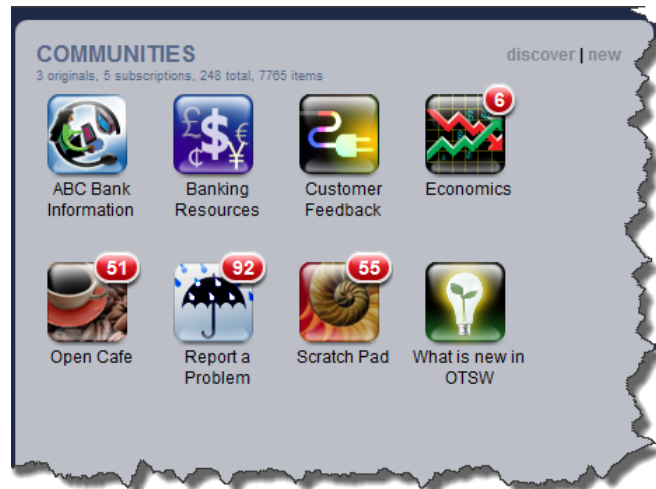 COMMUNITIES
discover | new
3 originals, 5 subscriptions, 248 total, 7765 items
6
ABC Bank
Information
Banking
Resources
Customer
Feedback
Economics
51
92
55
Open Cafe
Report a
Problem
Scratch Pad
What is new in
OTSW